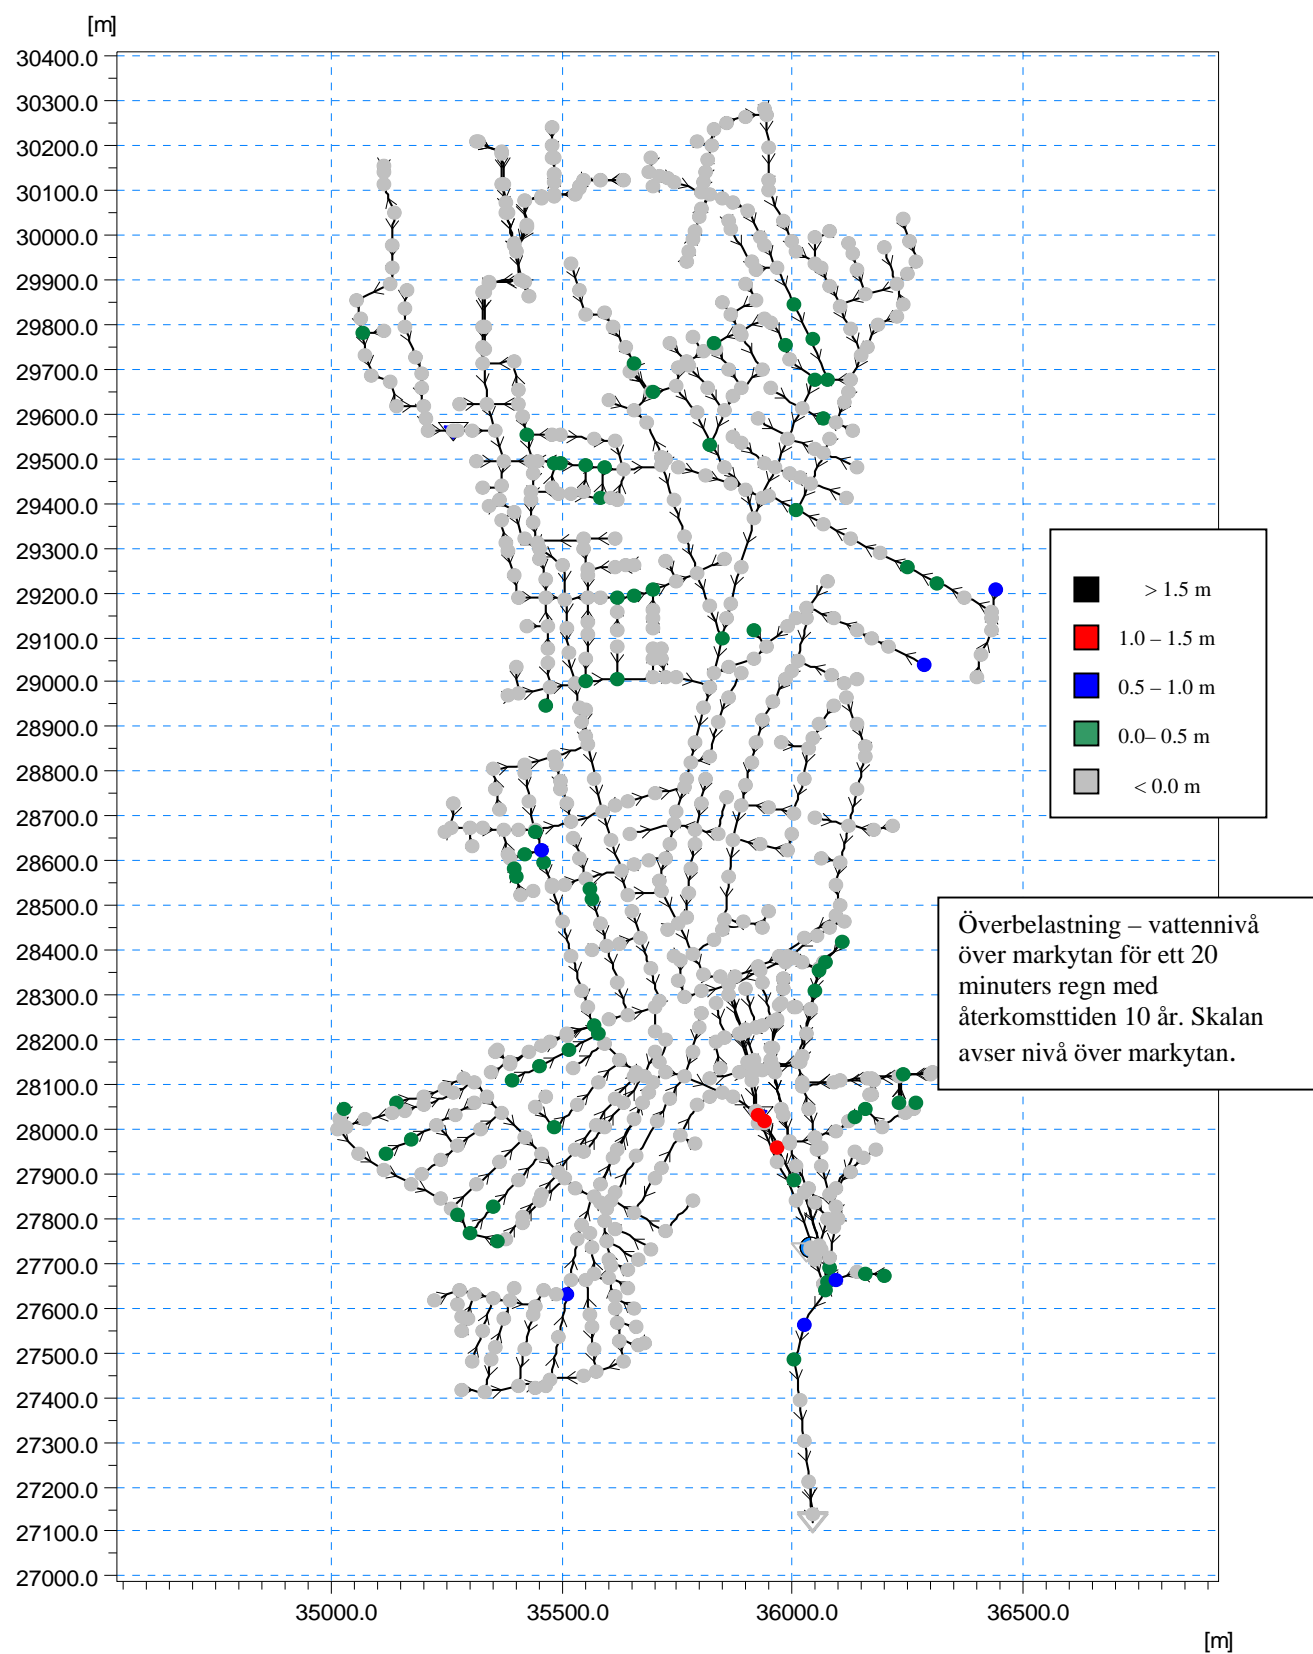 [m]
30400.0
30300.0
30200.0
30100.0
30000.0
29900.0
29800.0
29700.0
29600.0
29500.0
29400.0
29300.0
29200.0
29100.0
29000.0
28900.0
28800.0
28700.0
28600.0
28500.0
28400.0
28300.0
28200.0
28100.0
28000.0
27900.0
27800.0
27700.0
27600.0
27500.0
27400.0
27300.0
27200.0
27100.0
27000.0
35000.0 35500.0 36000.0 36500.0
[m]
> 1.5 m
1.0 – 1.5 m
0.5 – 1.0 m
0.0– 0.5 m
< 0.0 m
Överbelastning – vattennivå
över markytan för ett 20
minuters regn med
återkomsttiden 10 år. Skalan
avser nivå över markytan.